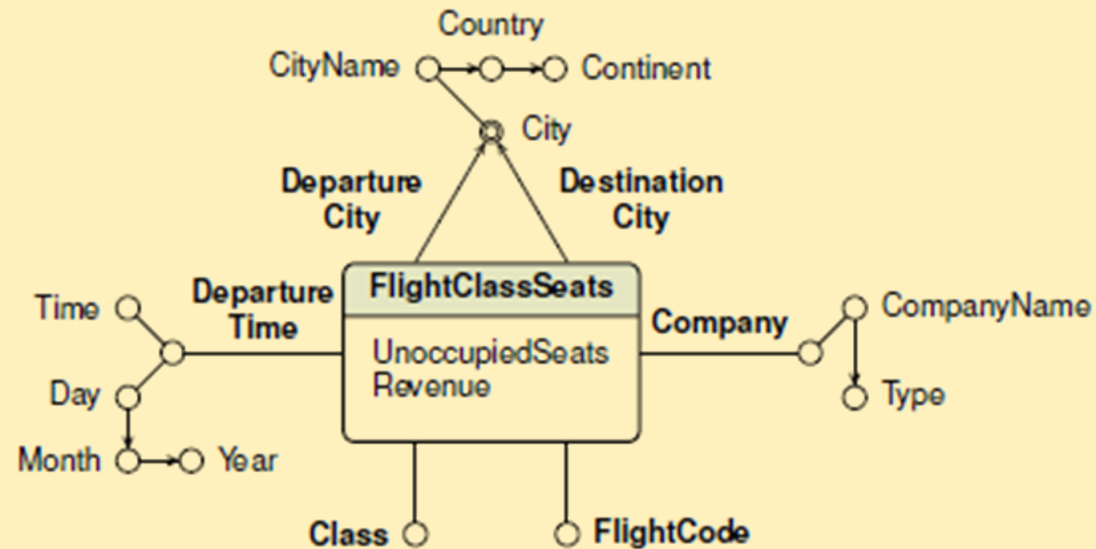 Country
CityName
Continent
City
Departure
City
Destination
City
FlightClassSeats
UnoccupiedSeats
Revenue
Departure
Time
Time
Day
Month
Year
Company
CompanyName
Type
Class
FlightCode